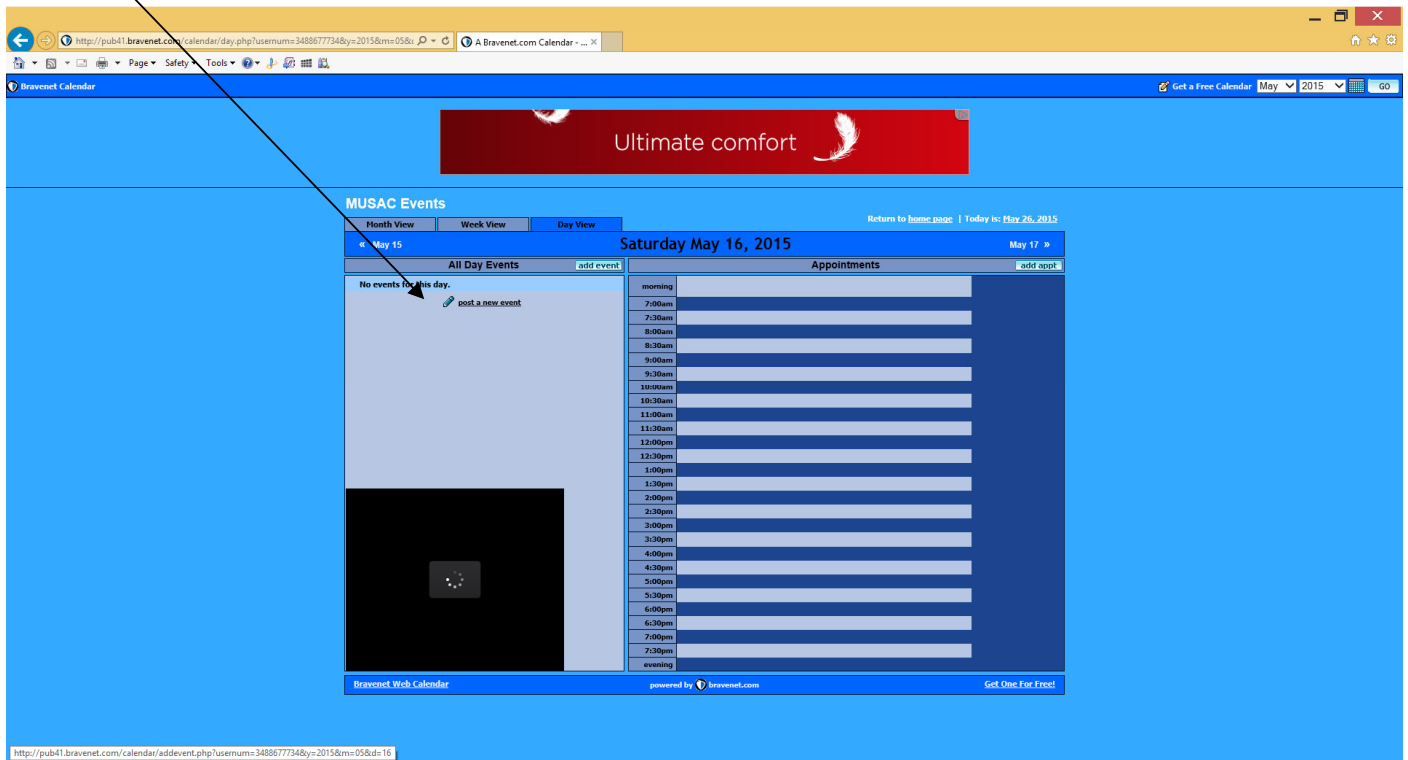 http://pub41.bravenet.com/calendar/day.php?usernum=3488677734&y=2015&m=05&
A Bravenet.com Calendar - ...
Page Safety Tools
Bravenet Calendar
Get a Free Calendar May 2015 GO
Ultimate comfort
MUSAC Events
Return to home page | Today is: May 26, 2015
Month View Week View Day View
« May 15 Saturday May 16, 2015 May 17 »
All Day Events add event Appointments add appt
No events for this day.
post a new event
morning
7:00am
7:30am
8:00am
8:30am
9:00am
9:30am
10:00am
10:30am
11:00am
11:30am
12:00pm
12:30pm
1:00pm
1:30pm
2:00pm
2:30pm
3:00pm
3:30pm
4:00pm
4:30pm
5:00pm
5:30pm
6:00pm
6:30pm
7:00pm
7:30pm
evening
Bravenet Web Calendar powered by bravenet.com Get One For Free!
http://pub41.bravenet.com/calendar/addevent.php?usernum=3488677734&y=2015&m=05&d=16